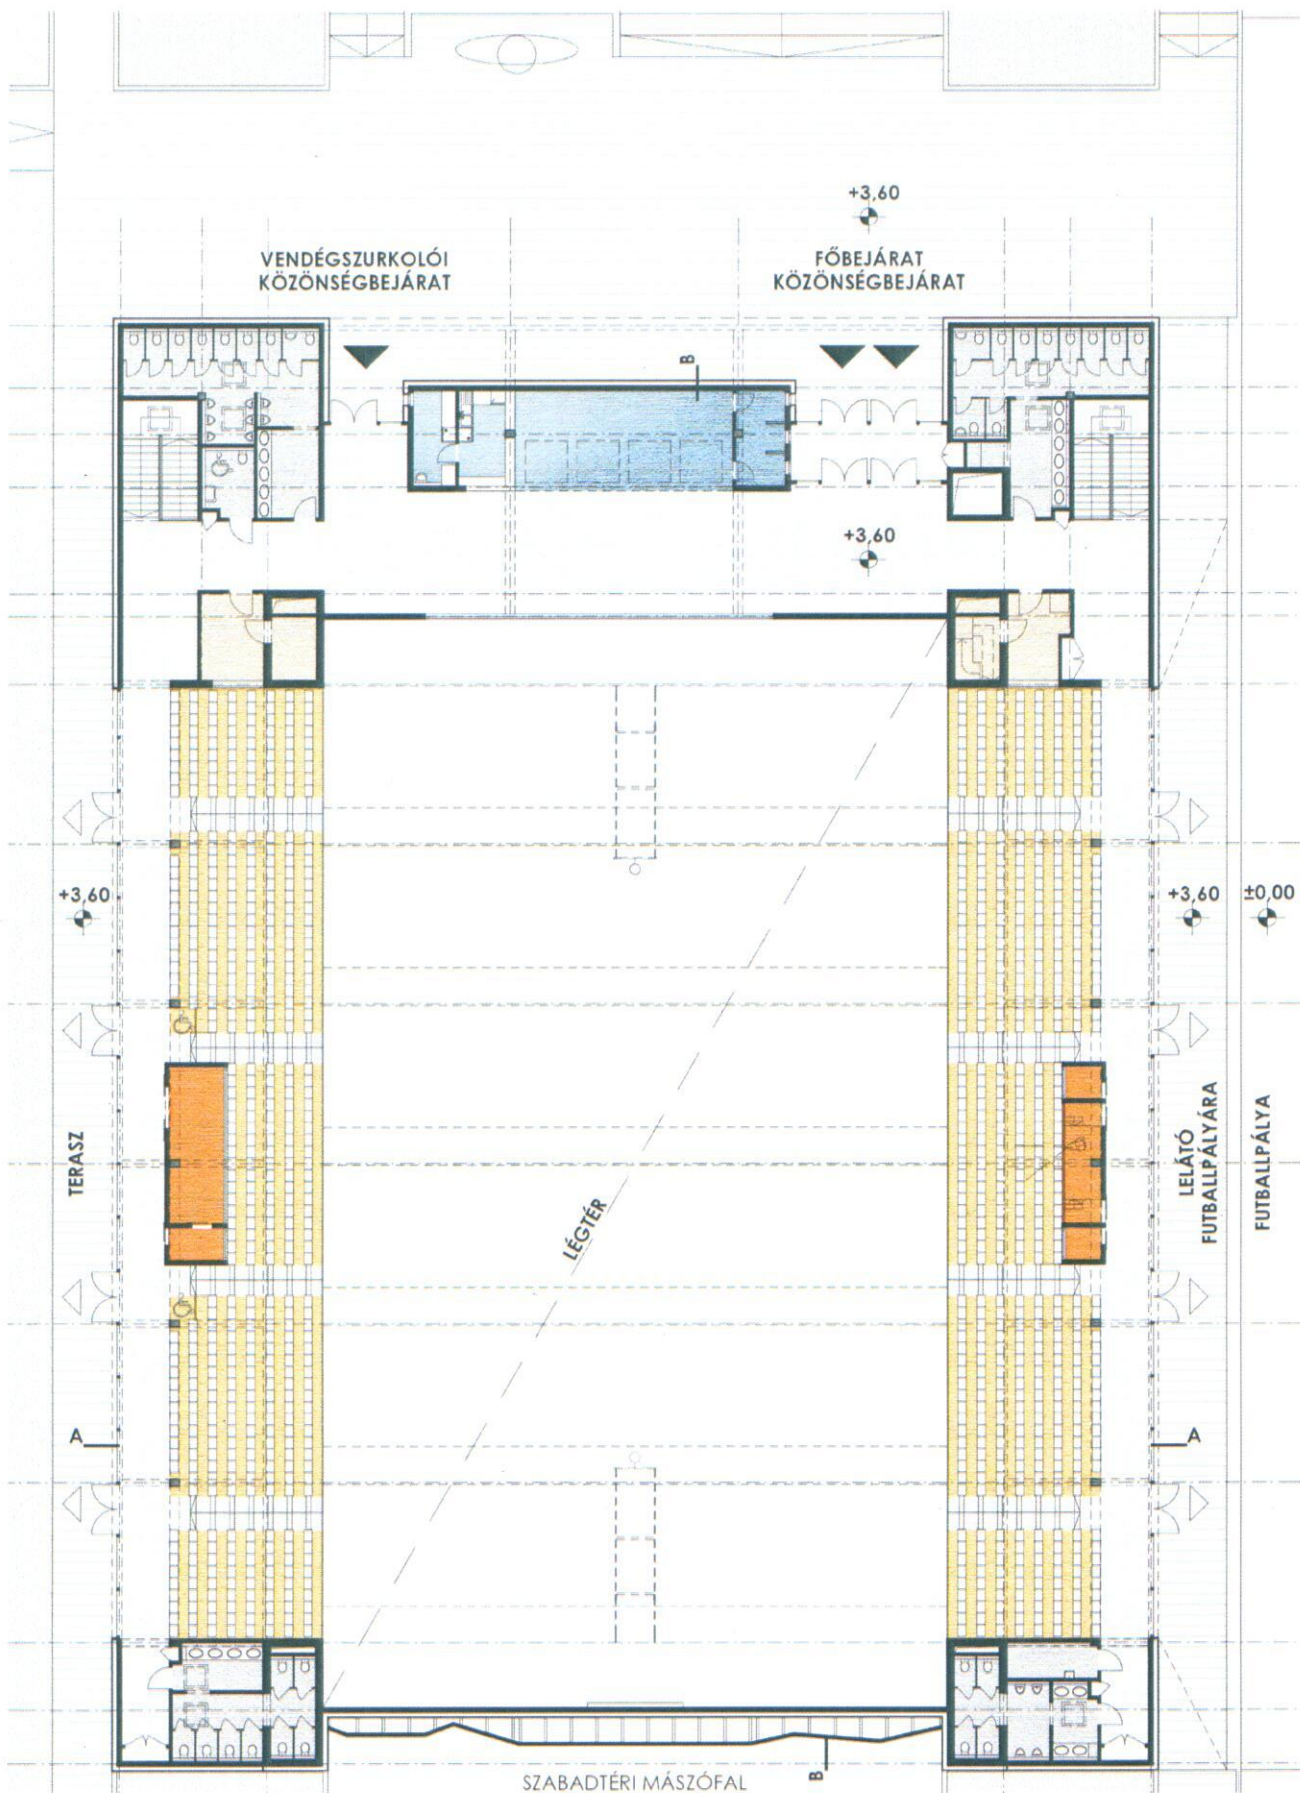 +3,60
VENDÉGSZURKOLÓI
KÖZÖNSÉGBEJÁRAT
FŐBEJÁRAT
KÖZÖNSÉGBEJÁRAT
B
+3,60
+3,60
+3,60
±0,00
TERASZ
LÉGTÉR
LELÁTÓ
FUTBALLPÁLYÁRA
FUTBALLPÁLYA
A
A
B
SZABADTÉRI MÁSZÓFAL